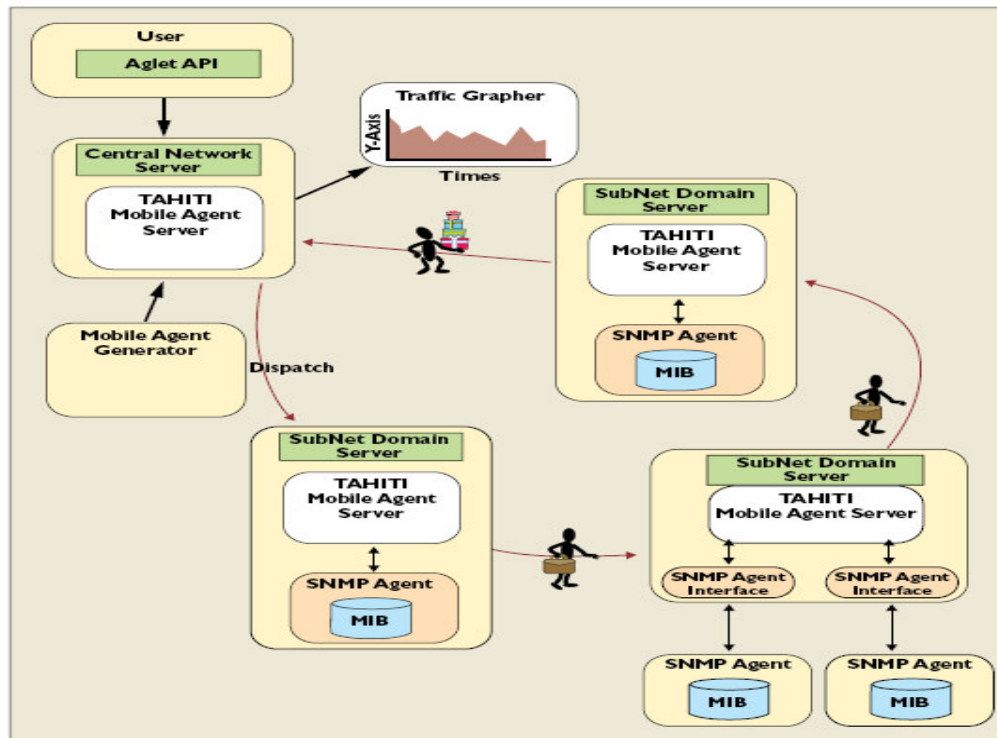 User
Aglet API
Central Network
Server
TAHITI
Mobile Agent
Server
Mobile Agent
Generator
Traffic Grapher
Y-Axis
Times
Dispatch
SubNet Domain
Server
TAHITI
Mobile Agent
Server
SNMP Agent
MIB
SubNet Domain
Server
TAHITI
Mobile Agent
Server
SNMP Agent
MIB
SubNet Domain
Server
TAHITI
Mobile Agent Server
SNMP Agent
Interface
SNMP Agent
Interface
SNMP Agent
MIB
SNMP Agent
MIB